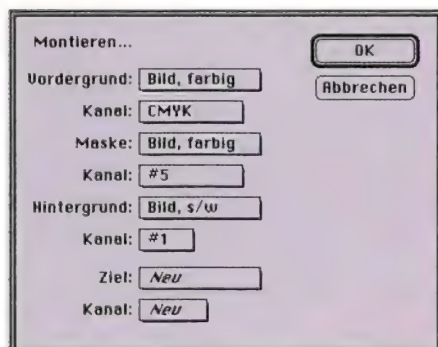 Montieren...
OK
Vordergrund: Bild, farbig
Abbrechen
Kanal: CMYK
Maske: Bild, farbig
Kanal: #5
Hintergrund: Bild, s/w
Kanal: #1
Ziel: Neu
Kanal: Neu